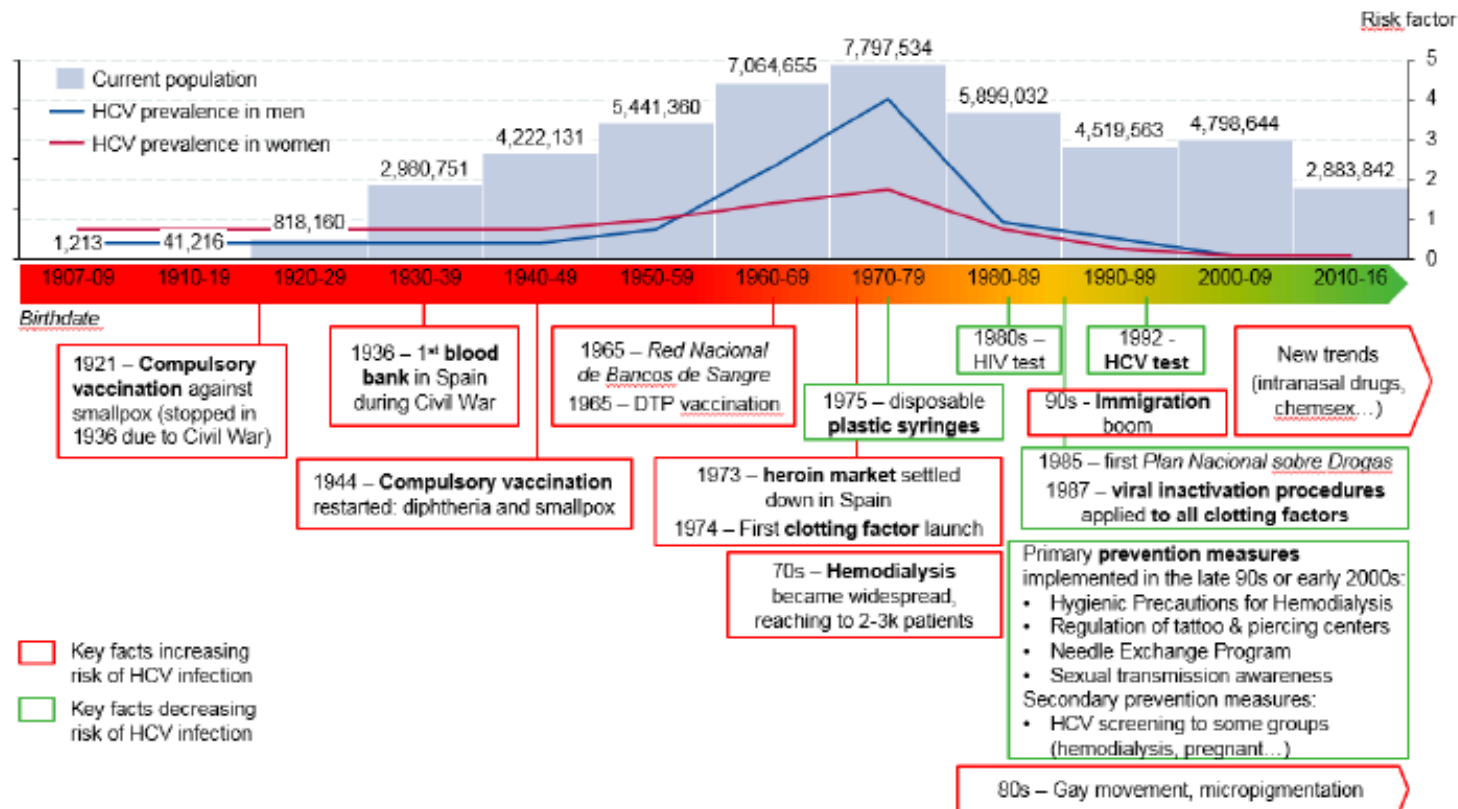 Risk factor
Current population
HCV prevalence in men
HCV prevalence in women
1,213
41,216
818,160
2,980,751
4,222,131
5,441,360
7,064,655
7,797,534
5,899,032
4,519,563
4,798,644
2,883,842
5
4
3
2
1
0
1907-09 1910-19 1920-29 1930-39 1940-49 1950-59 1960-69 1970-79 1980-89 1990-99 2000-09 2010-16
Birthdate
1921 – Compulsory
vaccination against
smallpox (stopped in
1936 due to Civil War)
1936 – 1st blood
bank in Spain
during Civil War
1944 – Compulsory vaccination
restarted: diphtheria and smallpox
1965 – Red Nacional
de Bancos de Sangre
1965 – DTP vaccination
1975 – disposable
plastic syringes
1973 – heroin market settled
down in Spain
1974 – First clotting factor launch
70s – Hemodialysis
became widespread,
reaching to 2-3k patients
1980s –
HIV test
1992 -
HCV test
90s - Immigration
boom
New trends
(intranasal drugs,
chemsex…)
1985 – first Plan Nacional sobre Drogas
1987 – viral inactivation procedures
applied to all clotting factors
Primary prevention measures
implemented in the late 90s or early 2000s:
• Hygienic Precautions for Hemodialysis
• Regulation of tattoo & piercing centers
• Needle Exchange Program
• Sexual transmission awareness
Secondary prevention measures:
• HCV screening to some groups
(hemodialysis, pregnant…)
80s – Gay movement, micropigmentation
Key facts increasing
risk of HCV infection
Key facts decreasing
risk of HCV infection